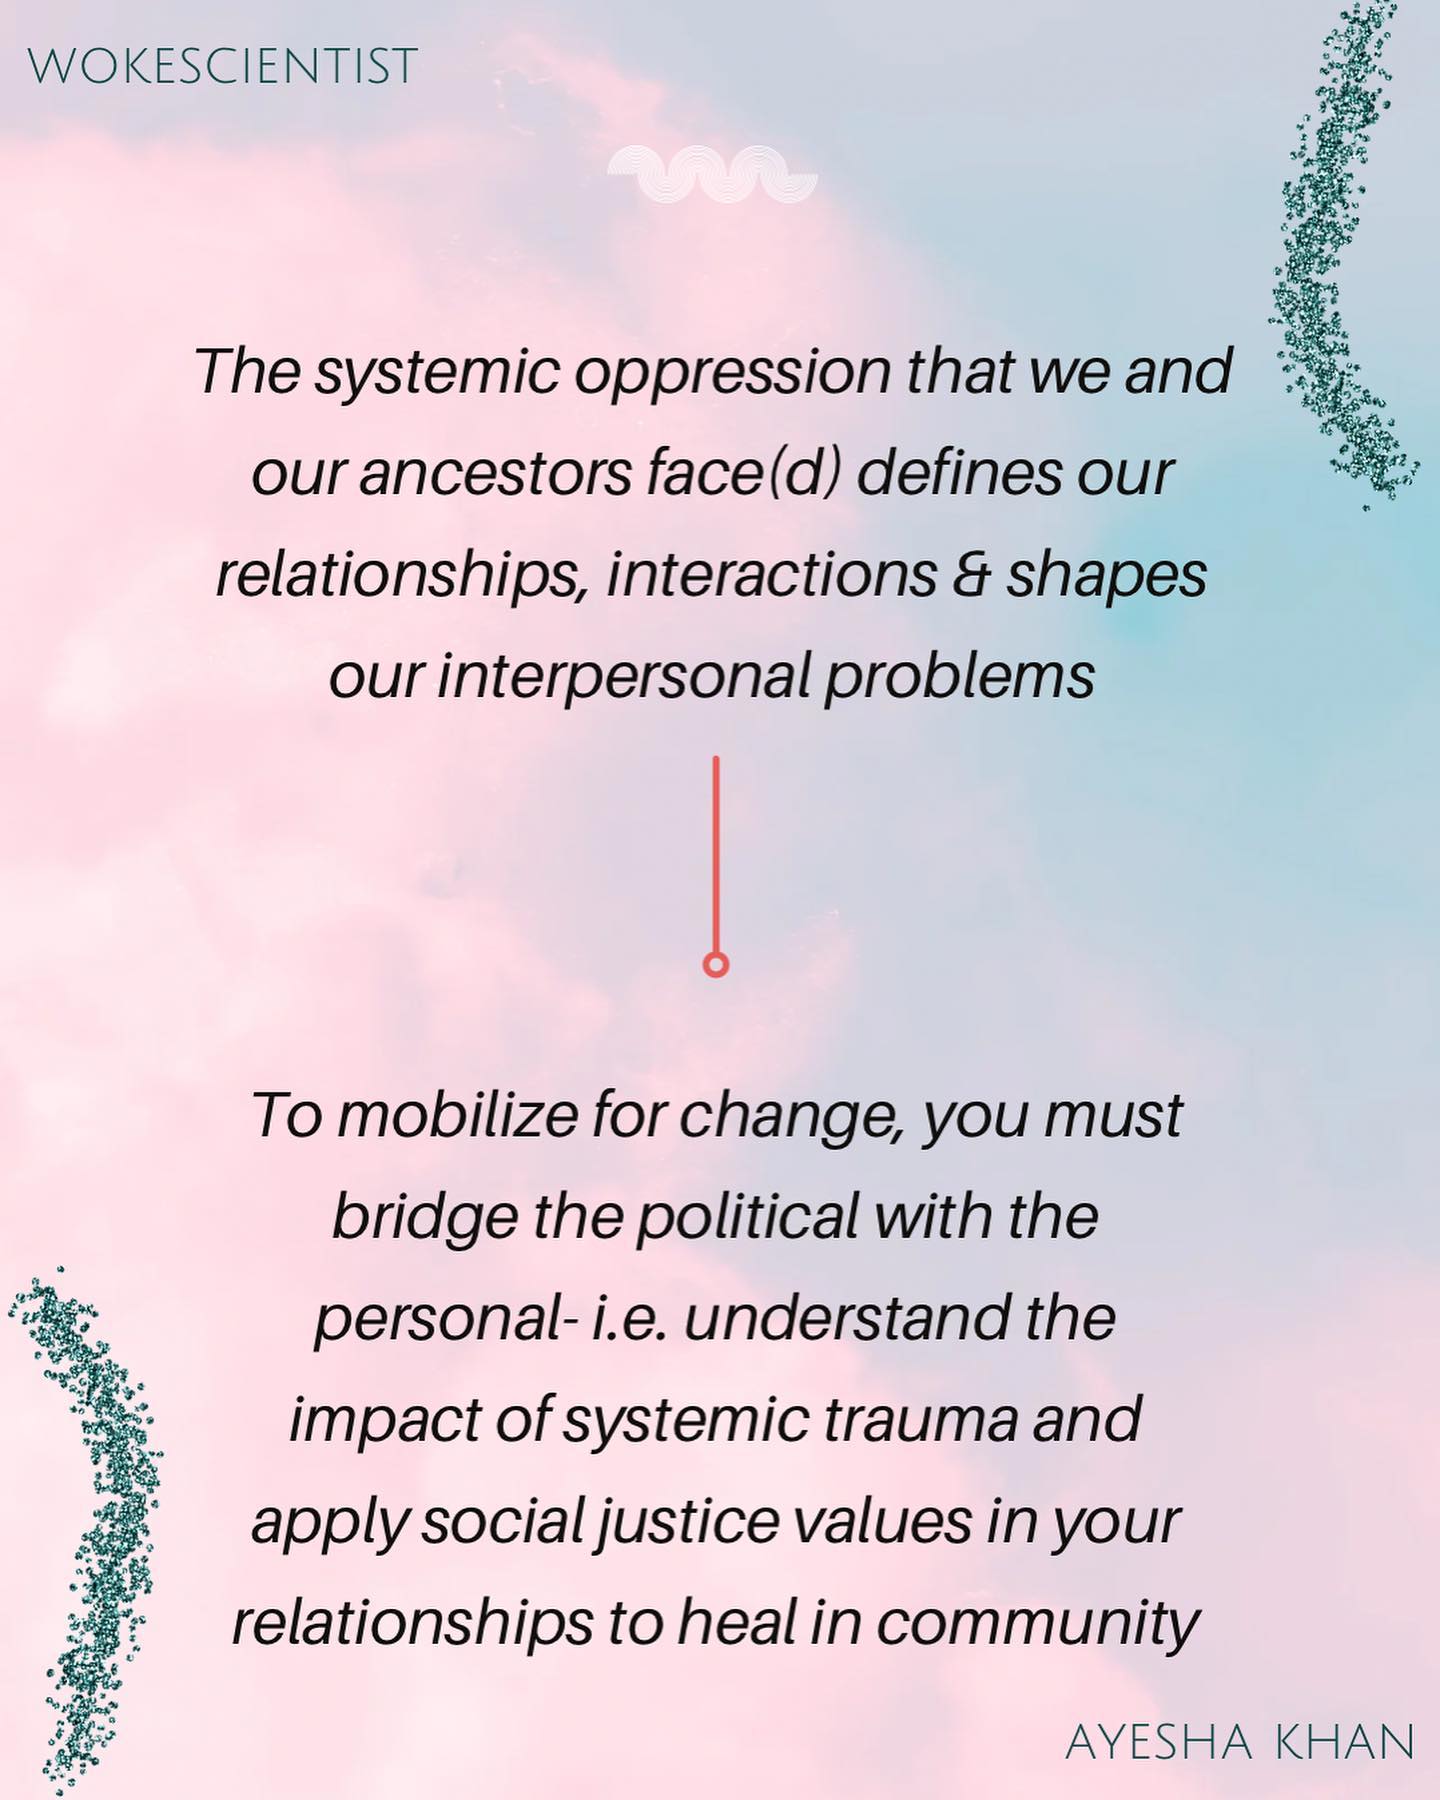 WOKESCIENTIST
The systemic oppression that we and
our ancestors face(d) defines our
relationships, interactions & shapes
our interpersonal problems
To mobilize for change, you must
bridge the political with the
personal- i.e. understand the
impact of systemic trauma and
apply social justice values in your
relationships to heal in community
AYESHA KHAN